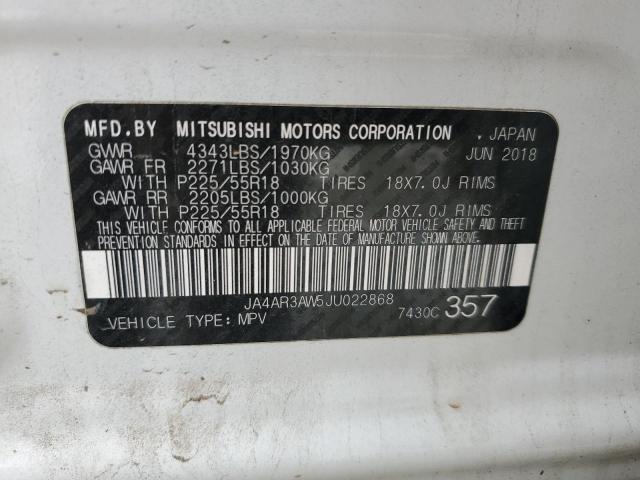 MFD.BY MITSUBISHI MOTORS CORPORATION . JAPAN
GVWR 4343LBS/1970KG JUN 2018
GAWR FR 2271LBS/1030KG
WITH P225/55R18 TIRES 18X7.0J RIMS
GAWR RR 2205LBS/1000KG
WITH P225/55R18 TIRES 18X7.0J RIMS
THIS VEHICLE CONFORMS TO ALL APPLICABLE FEDERAL MOTOR VEHICLE SAFETY AND THEFT
PREVENTION STANDARDS IN EFFECT ON THE DATE OF MANUFACTURE SHOWN ABOVE.
JA4AR3AW5JU022868
VEHICLE TYPE: MPV 7430C 357